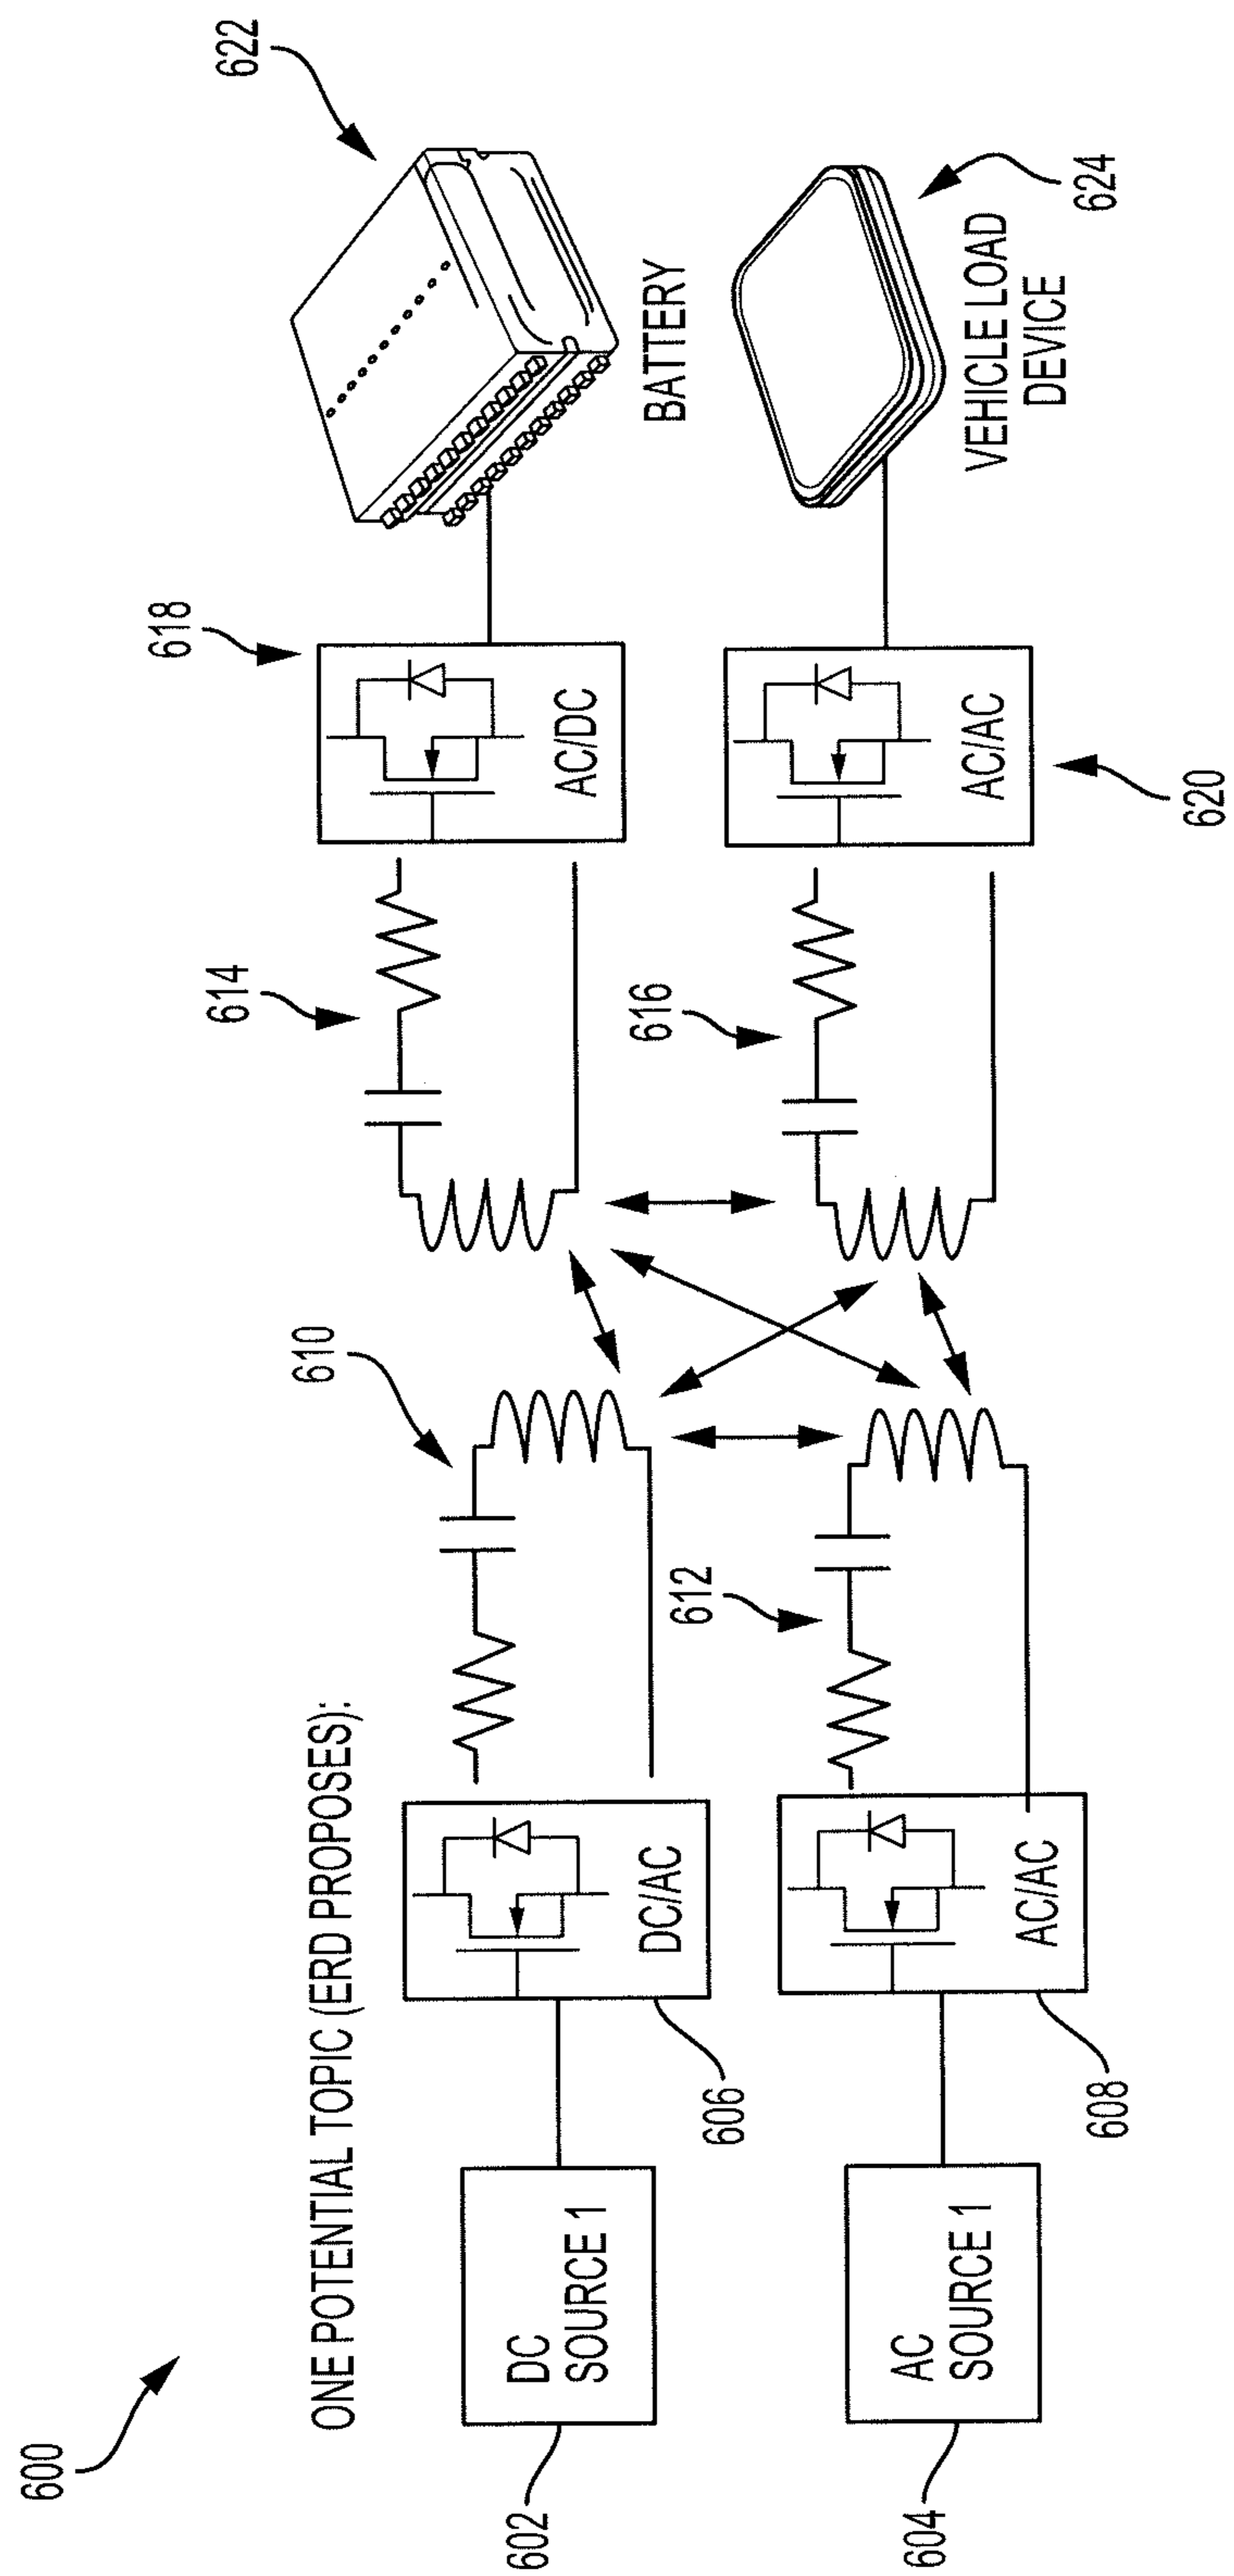 600
ONE POTENTIAL TOPIC (ERD PROPOSES):
602
DC
SOURCE 1
606
DC/AC
610
614
618
AC/DC
622
BATTERY
604
AC
SOURCE 1
608
AC/AC
612
616
620
AC/AC
624
VEHICLE LOAD
DEVICE